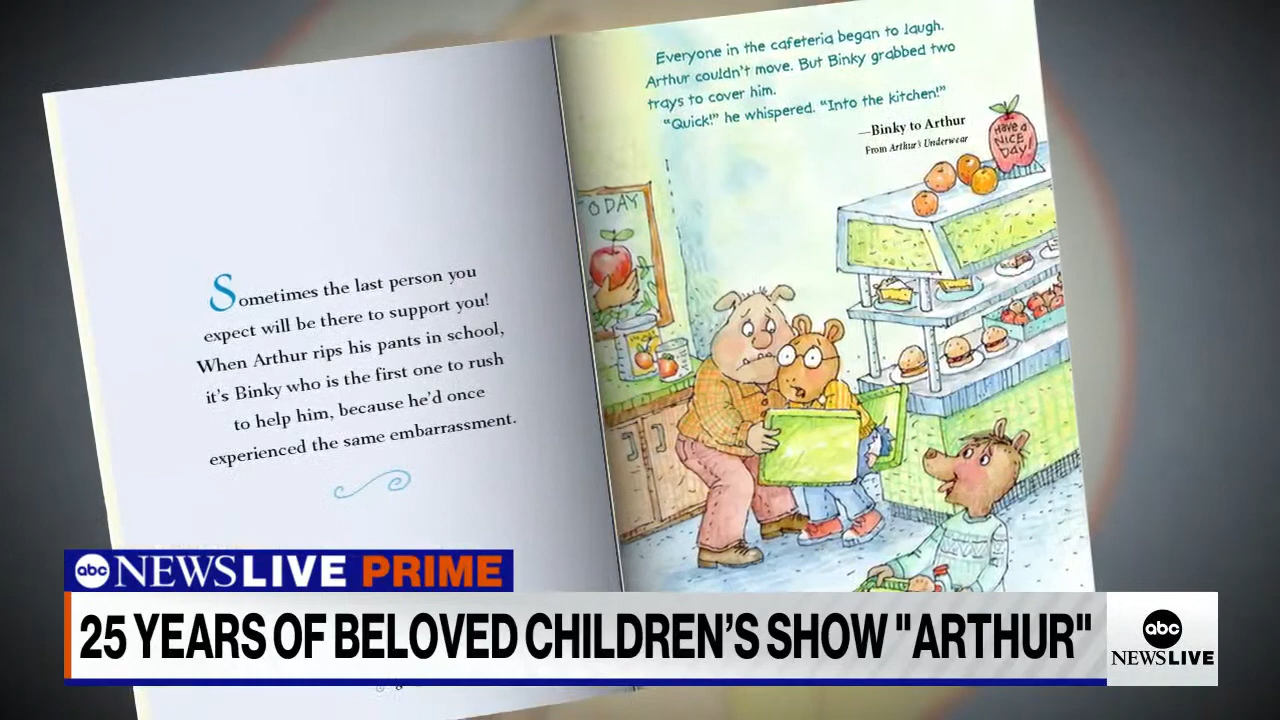 Sometimes the last person you
expect will be there to support you!
When Arthur rips his pants in school,
it's Binky who is the first one to rush
to help him, because he'd once
experienced the same embarrassment.
Everyone in the cafeteria began to laugh.
Arthur couldn't move. But Binky grabbed two
trays to cover him.
"Quick!" he whispered. "Into the kitchen!"
—Binky to Arthur
From Arthur's Underwear
Have a
NICE
DAY!
TODAY
abc NEWS LIVE PRIME
25 YEARS OF BELOVED CHILDREN'S SHOW "ARTHUR"
abc
NEWS LIVE